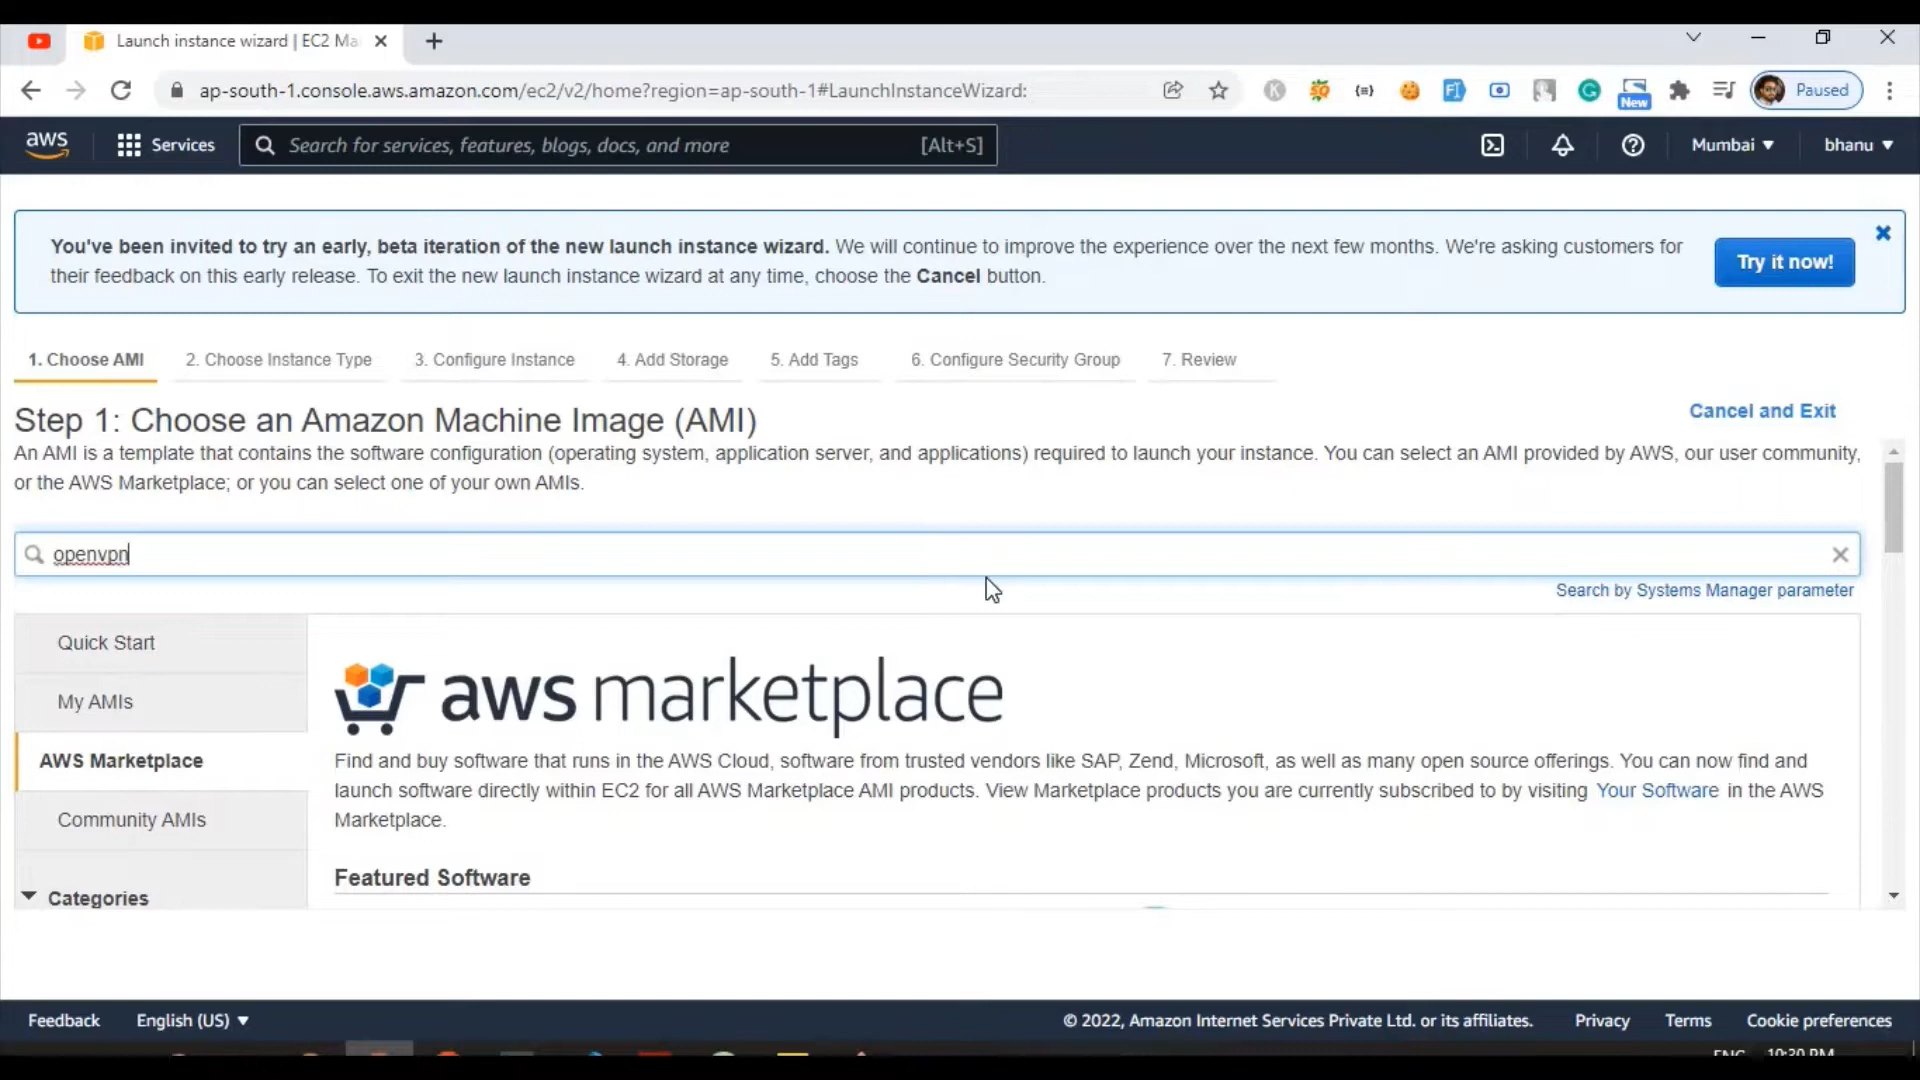 Launch instance wizard | EC2 Ma
ap-south-1.console.aws.amazon.com/ec2/v2/home?region=ap-south-1#LaunchInstanceWizard:
New
Paused
aws
Services
Search for services, features, blogs, docs, and more
[Alt+S]
Mumbai
bhanu
You've been invited to try an early, beta iteration of the new launch instance wizard. We will continue to improve the experience over the next few months. We're asking customers for
their feedback on this early release. To exit the new launch instance wizard at any time, choose the Cancel button.
Try it now!
1. Choose AMI
2. Choose Instance Type
3. Configure Instance
4. Add Storage
5. Add Tags
6. Configure Security Group
7. Review
Step 1: Choose an Amazon Machine Image (AMI)
Cancel and Exit
An AMI is a template that contains the software configuration (operating system, application server, and applications) required to launch your instance. You can select an AMI provided by AWS, our user community,
or the AWS Marketplace; or you can select one of your own AMIs.
openvpn
Search by Systems Manager parameter
Quick Start
My AMIs
AWS Marketplace
Community AMIs
Categories
aws marketplace
Find and buy software that runs in the AWS Cloud, software from trusted vendors like SAP, Zend, Microsoft, as well as many open source offerings. You can now find and
launch software directly within EC2 for all AWS Marketplace AMI products. View Marketplace products you are currently subscribed to by visiting Your Software in the AWS
Marketplace.
Featured Software
Feedback
English (US)
© 2022, Amazon Internet Services Private Ltd. or its affiliates.
Privacy
Terms
Cookie preferences
ENG
10:30 PM